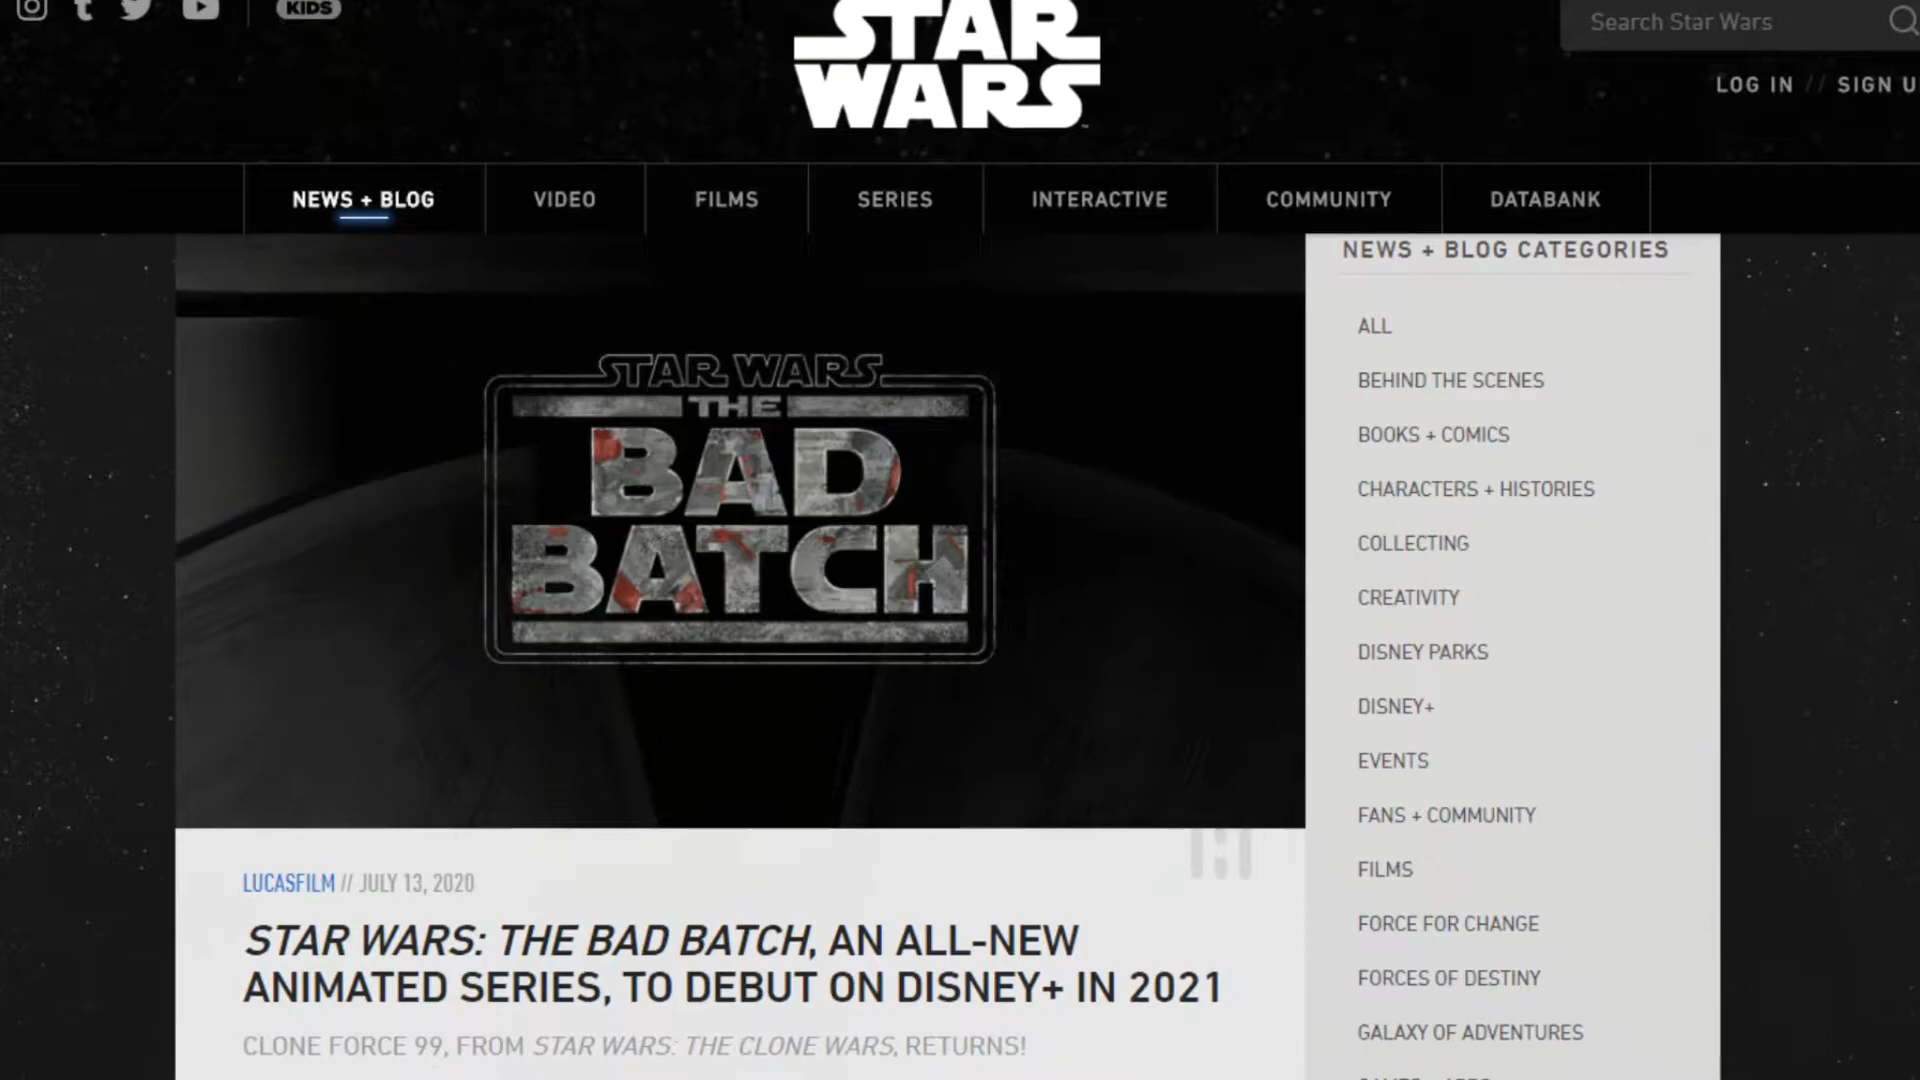 KIDS
STAR
WARS
Search Star Wars
LOG IN // SIGN U
NEWS + BLOG
VIDEO
FILMS
SERIES
INTERACTIVE
COMMUNITY
DATABANK
STAR WARS
THE
BAD
BATCH
LUCASFILM // JULY 13, 2020
STAR WARS: THE BAD BATCH, AN ALL-NEW
ANIMATED SERIES, TO DEBUT ON DISNEY+ IN 2021
CLONE FORCE 99, FROM STAR WARS: THE CLONE WARS, RETURNS!
NEWS + BLOG CATEGORIES
ALL
BEHIND THE SCENES
BOOKS + COMICS
CHARACTERS + HISTORIES
COLLECTING
CREATIVITY
DISNEY PARKS
DISNEY+
EVENTS
FANS + COMMUNITY
FILMS
FORCE FOR CHANGE
FORCES OF DESTINY
GALAXY OF ADVENTURES